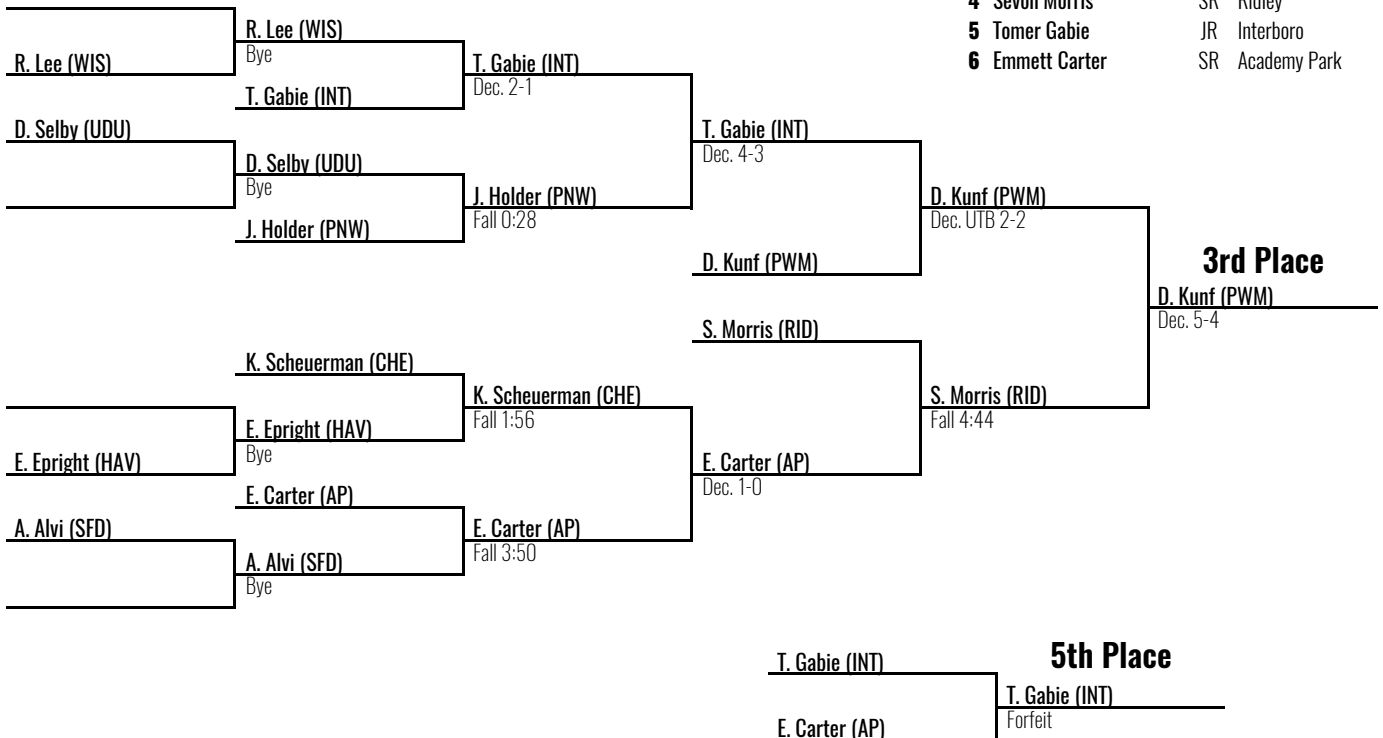 4 Sevon Morris SR Ridley
5 Tomer Gabie JR Interboro
6 Emmett Carter SR Academy Park
R. Lee (WIS)
R. Lee (WIS)
Bye
T. Gabie (INT)
T. Gabie (INT)
Dec. 2-1
D. Selby (UDU)
D. Selby (UDU)
Bye
J. Holder (PNW)
J. Holder (PNW)
Fall 0:28
T. Gabie (INT)
Dec. 4-3
D. Kunf (PWM)
D. Kunf (PWM)
Dec. UTB 2-2
3rd Place
D. Kunf (PWM)
Dec. 5-4
S. Morris (RID)
S. Morris (RID)
Fall 4:44
K. Scheuerman (CHE)
K. Scheuerman (CHE)
Fall 1:56
E. Epright (HAV)
E. Epright (HAV)
Bye
E. Carter (AP)
Dec. 1-0
E. Carter (AP)
E. Carter (AP)
Fall 3:50
A. Alvi (SFD)
A. Alvi (SFD)
Bye
5th Place
T. Gabie (INT)
T. Gabie (INT)
Forfeit
E. Carter (AP)